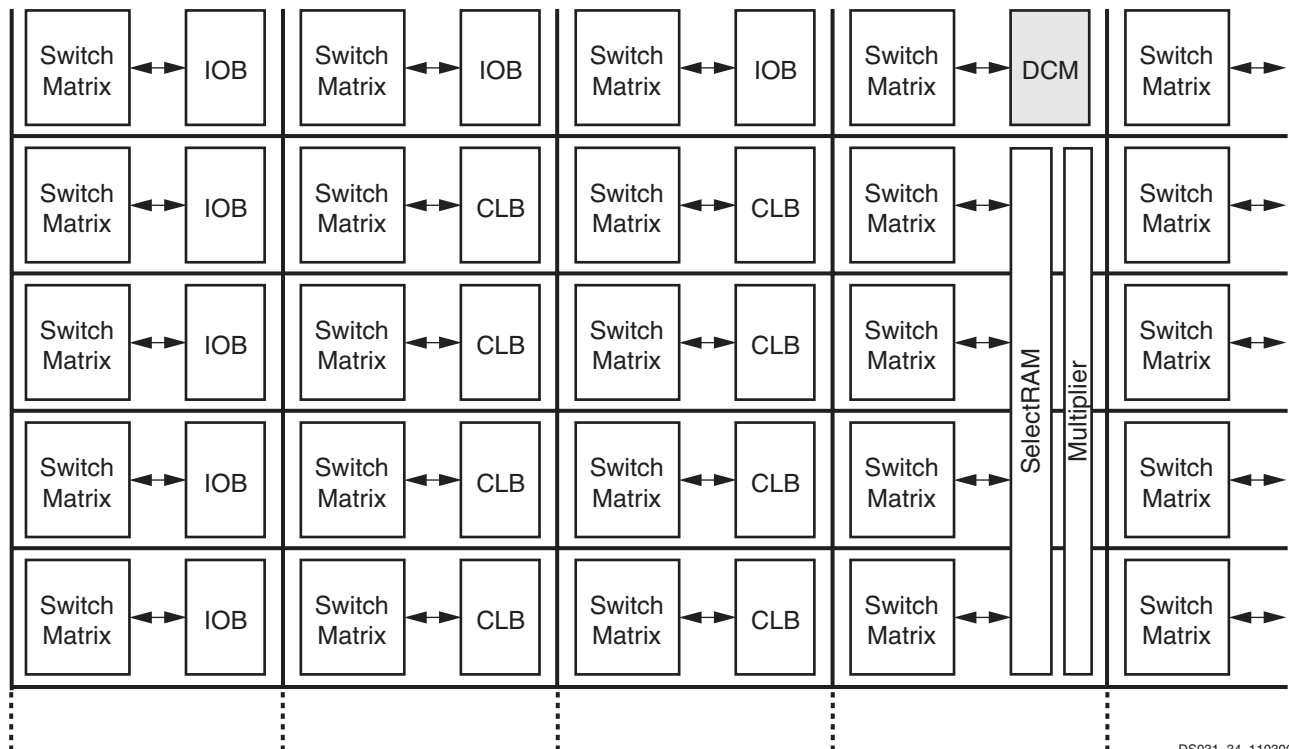 Switch
Matrix
IOB
Switch
Matrix
IOB
Switch
Matrix
IOB
Switch
Matrix
DCM
Switch
Matrix
Switch
Matrix
IOB
Switch
Matrix
CLB
Switch
Matrix
CLB
Switch
Matrix
Switch
Matrix
Switch
Matrix
IOB
Switch
Matrix
CLB
Switch
Matrix
CLB
Switch
Matrix
SelectRAM
Multiplier
Switch
Matrix
Switch
Matrix
IOB
Switch
Matrix
CLB
Switch
Matrix
CLB
Switch
Matrix
Switch
Matrix
Switch
Matrix
IOB
Switch
Matrix
CLB
Switch
Matrix
CLB
Switch
Matrix
Switch
Matrix